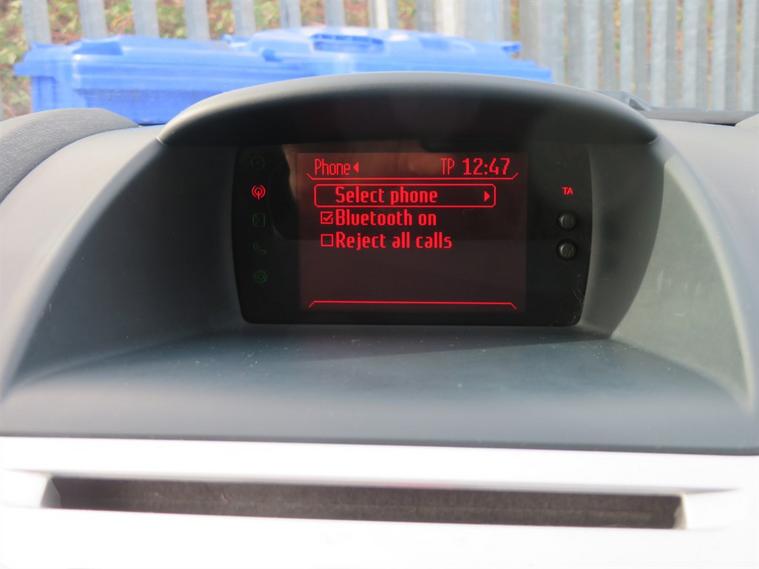 Phone TP 12:47
TA
Select phone
Bluetooth on
Reject all calls